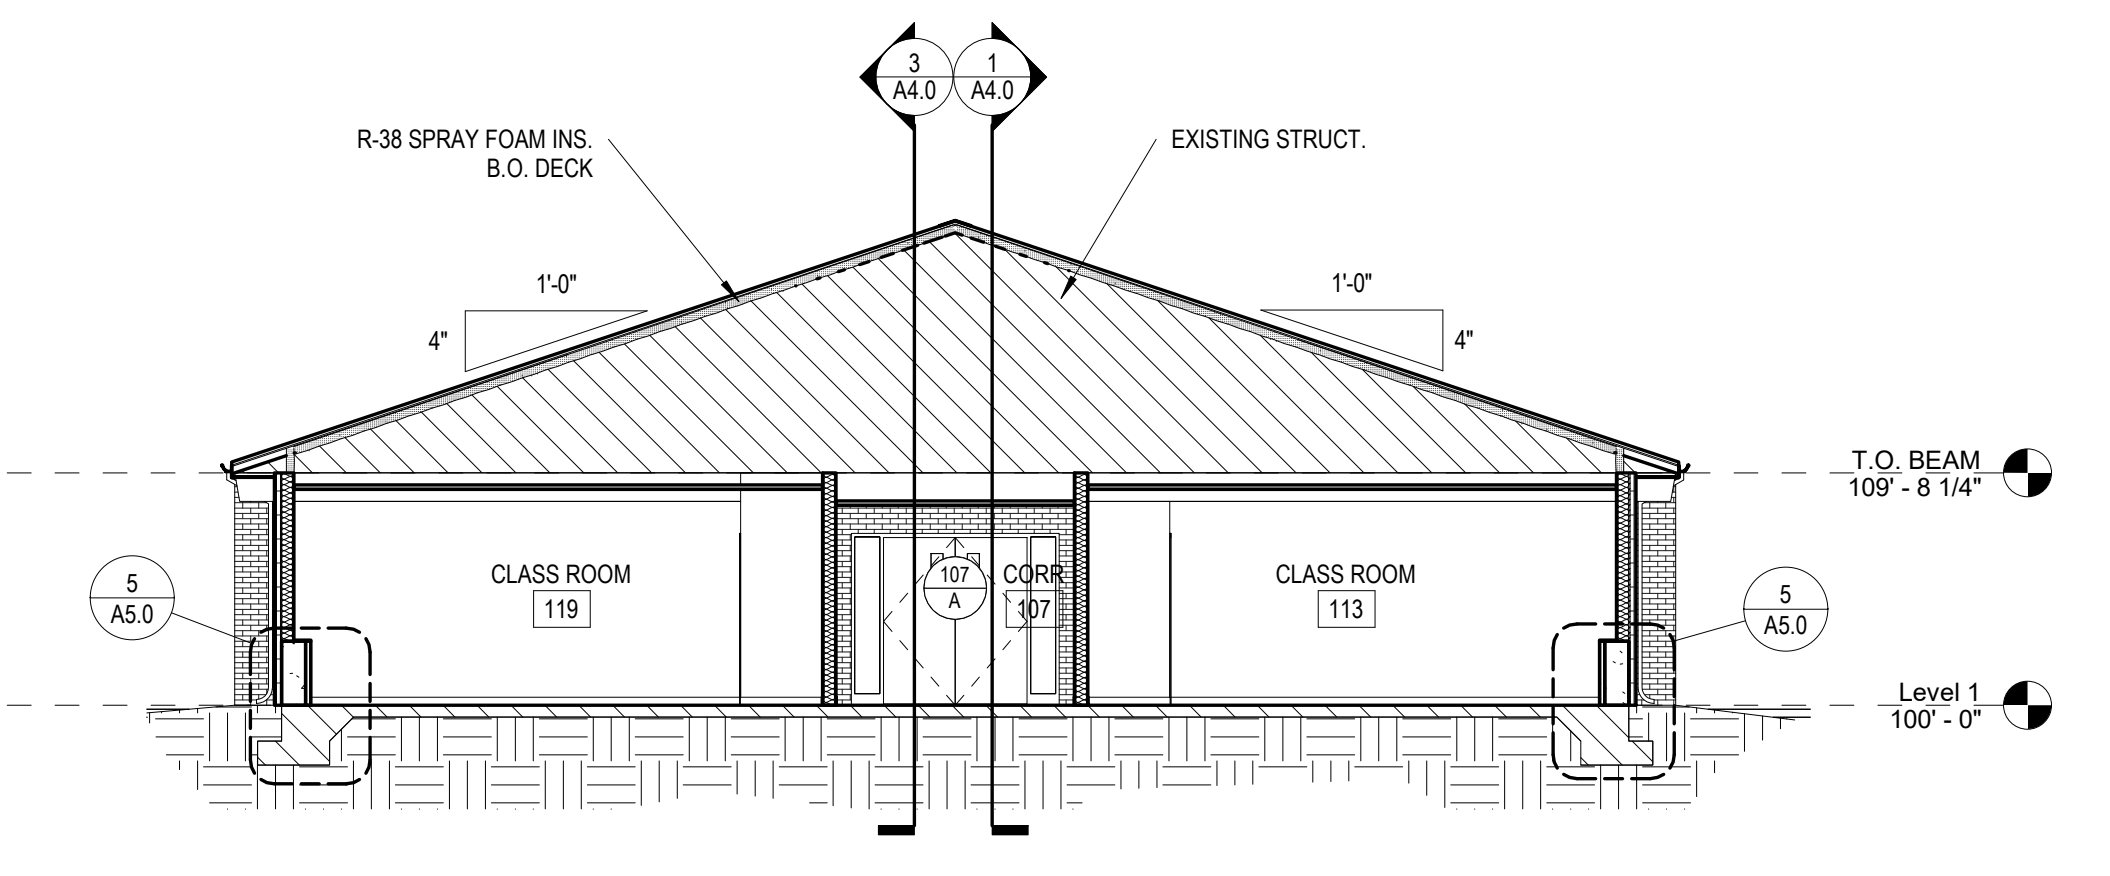 3
A4.0
1
A4.0
R-38 SPRAY FOAM INS.
B.O. DECK
EXISTING STRUCT.
1'-0"
4"
1'-0"
4"
T.O. BEAM
109' - 8 1/4"
5
A5.0
CLASS ROOM
119
107
A
CORR
107
CLASS ROOM
113
5
A5.0
Level 1
100' - 0"